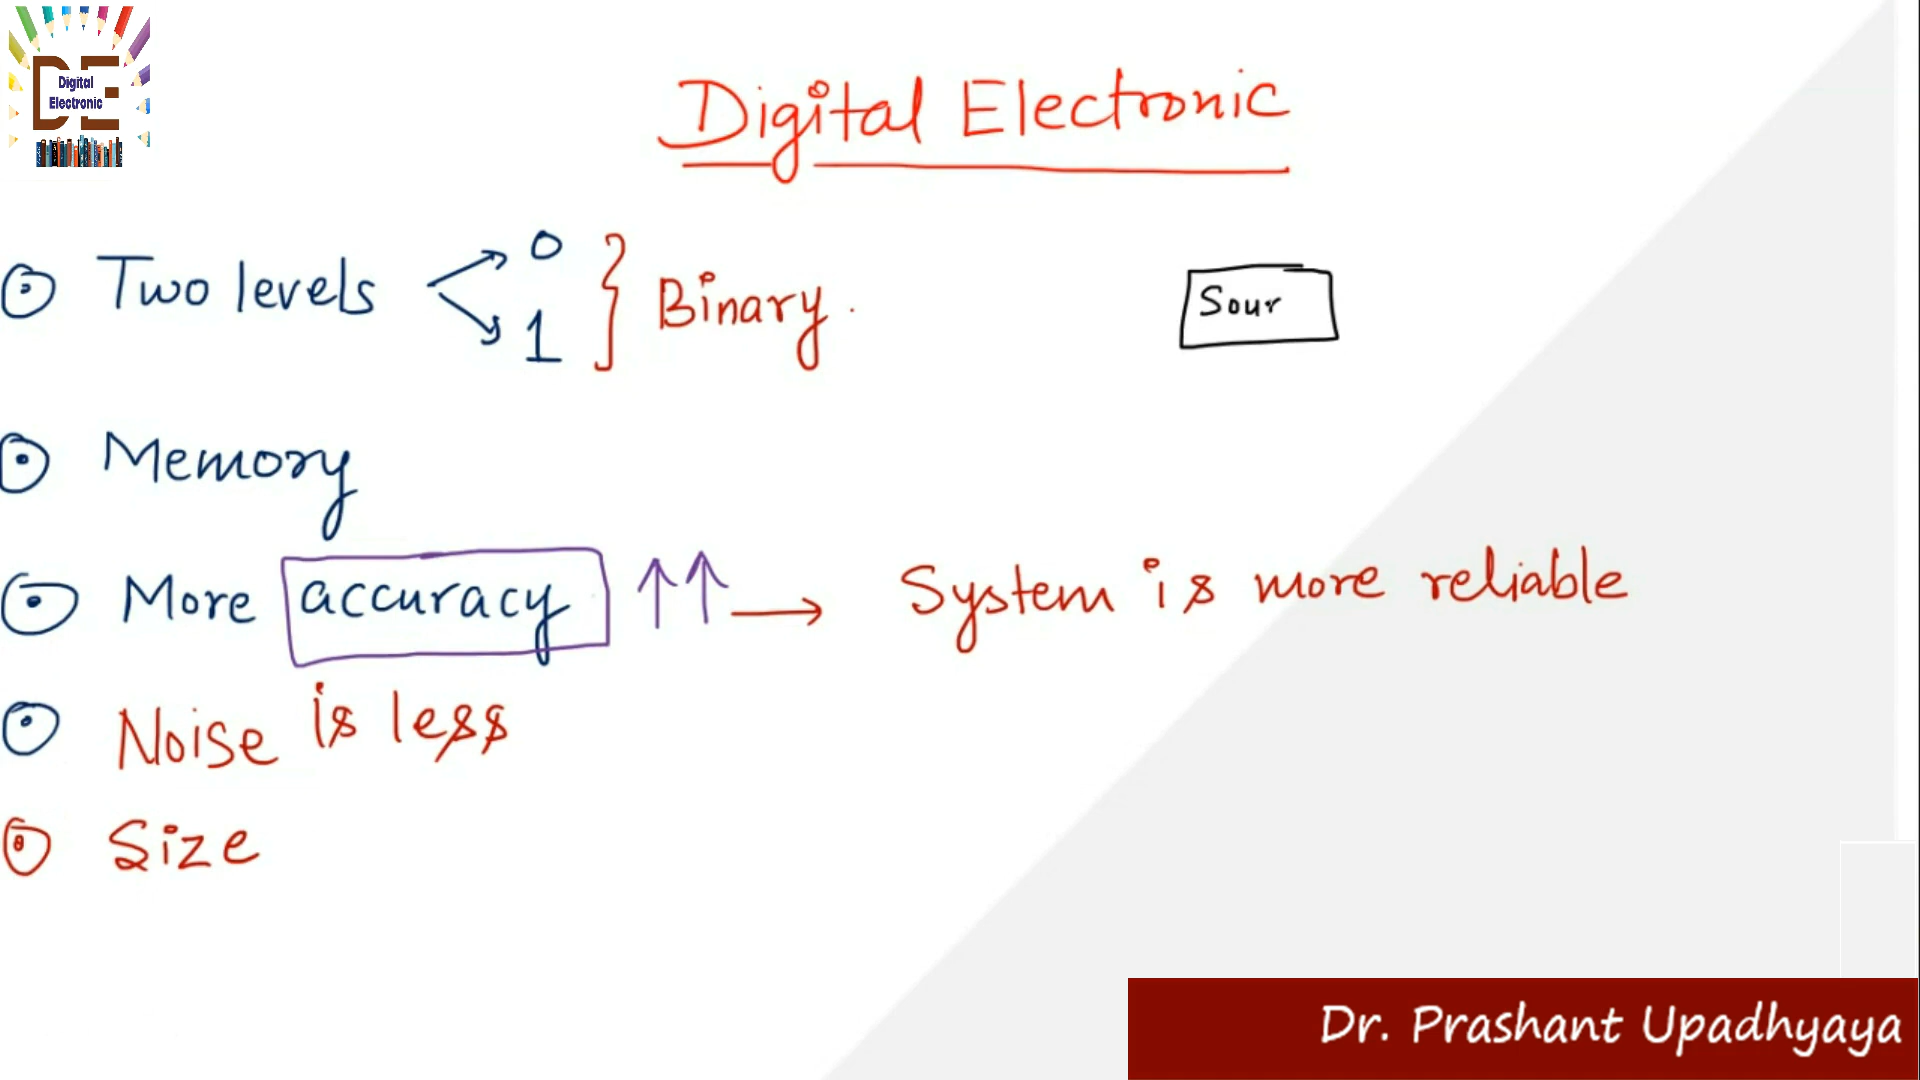 DE
Digital
Electronic
Digital Electronic
Two levels 0 1 } Binary.
Sour
Memory
More accuracy ↑↑ → System is more reliable
Noise is less
Size
Dr. Prashant Upadhyaya